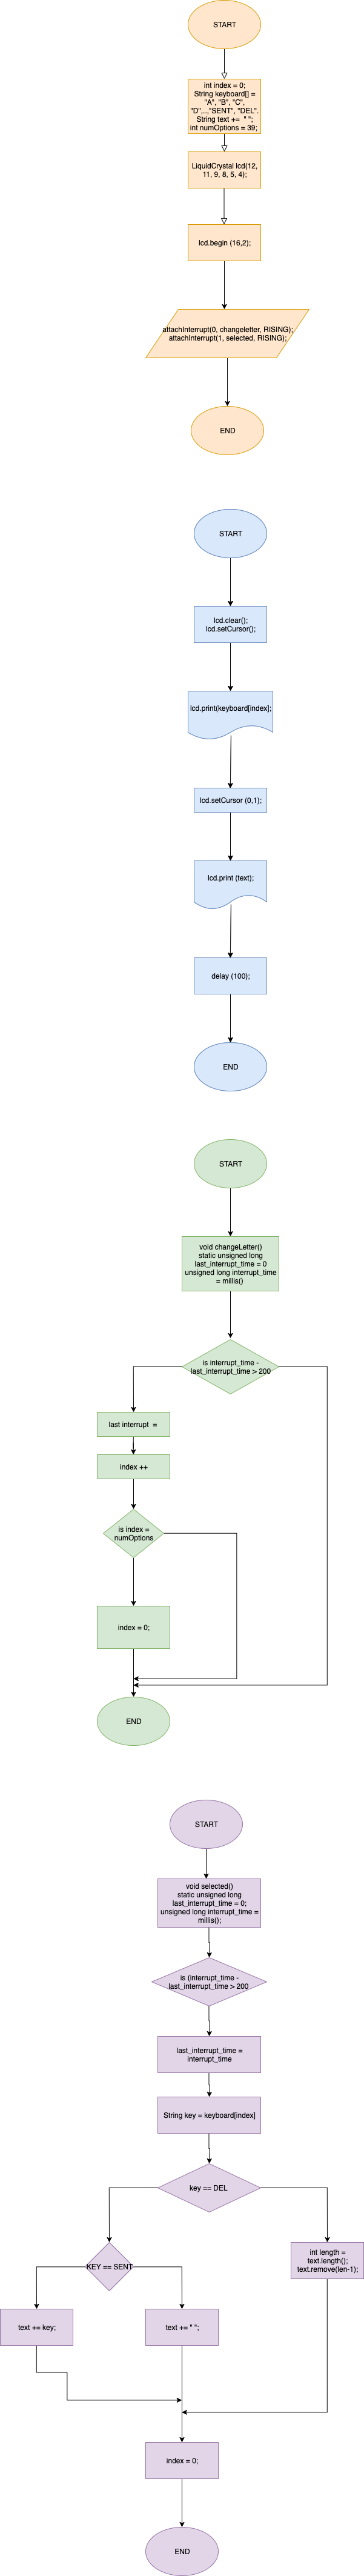 START
int index = 0;
String keyboard[] =
"A", "B", "C",
"D",...,"SENT", "DEL".
String text += " ";
int numOptions = 39;
LiquidCrystal lcd(12,
11, 9, 8, 5, 4);
lcd.begin (16,2);
attachInterrupt(0, changeletter, RISING);
attachInterrupt(1, selected, RISING);
END
START
lcd.clear();
lcd.setCursor();
lcd.print(keyboard[index];
lcd.setCursor (0,1);
lcd.print (text);
delay (100);
END
START
void changeLetter()
static unsigned long
last_interrupt_time = 0
unsigned long interrupt_time
= millis()
is interrupt_time -
last_interrupt_time > 200
last interrupt =
index ++
is index =
numOptions
index = 0;
END
START
void selected()
static unsigned long
last_interrupt_time = 0;
unsigned long interrupt_time =
millis();
is (interrupt_time -
last_interrupt_time > 200
last_interrupt_time =
interrupt_time
String key = keyboard[index]
key == DEL
KEY == SENT
int length =
text.length();
text.remove(len-1);
text += key;
text += " ";
index = 0;
END